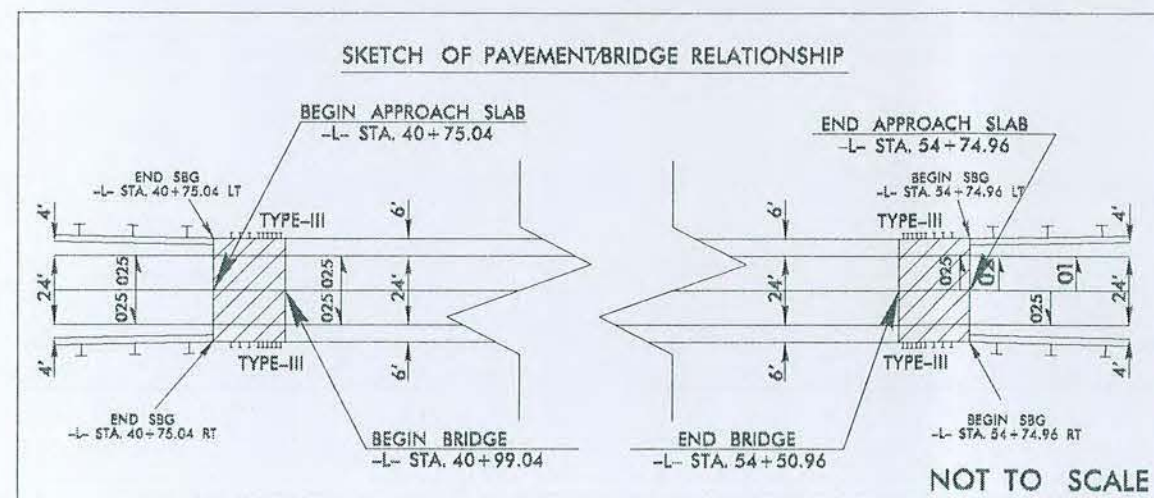 SKETCH OF PAVEMENT/BRIDGE RELATIONSHIP
BEGIN APPROACH SLAB
-L- STA. 40+75.04
END APPROACH SLAB
-L- STA. 54+74.96
END SBG
-L- STA. 40+75.04 LT
BEGIN SBG
-L- STA. 54+74.96 LT
4'
TYPE-III
6'
6'
TYPE-III
4'
24'
025
025
025
025
24'
24'
025
02
01
025
24'
4'
TYPE-III
6'
6'
TYPE-III
4'
END SBG
-L- STA. 40+75.04 RT
BEGIN BRIDGE
-L- STA. 40+99.04
END BRIDGE
-L- STA. 54+50.96
BEGIN SBG
-L- STA. 54+74.96 RT
NOT TO SCALE